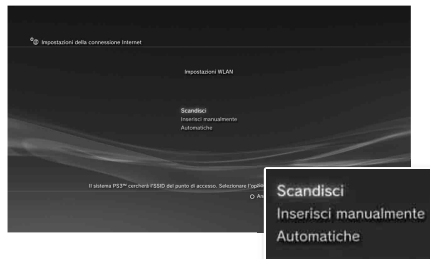 Impostazioni della connessione Internet
Impostazioni WLAN
Scandisci
Inserisci manualmente
Automatiche
Il sistema PS3™ cercherà l'SSID del punto di accesso. Selezionare
Scandisci
Inserisci manualmente
Automatiche